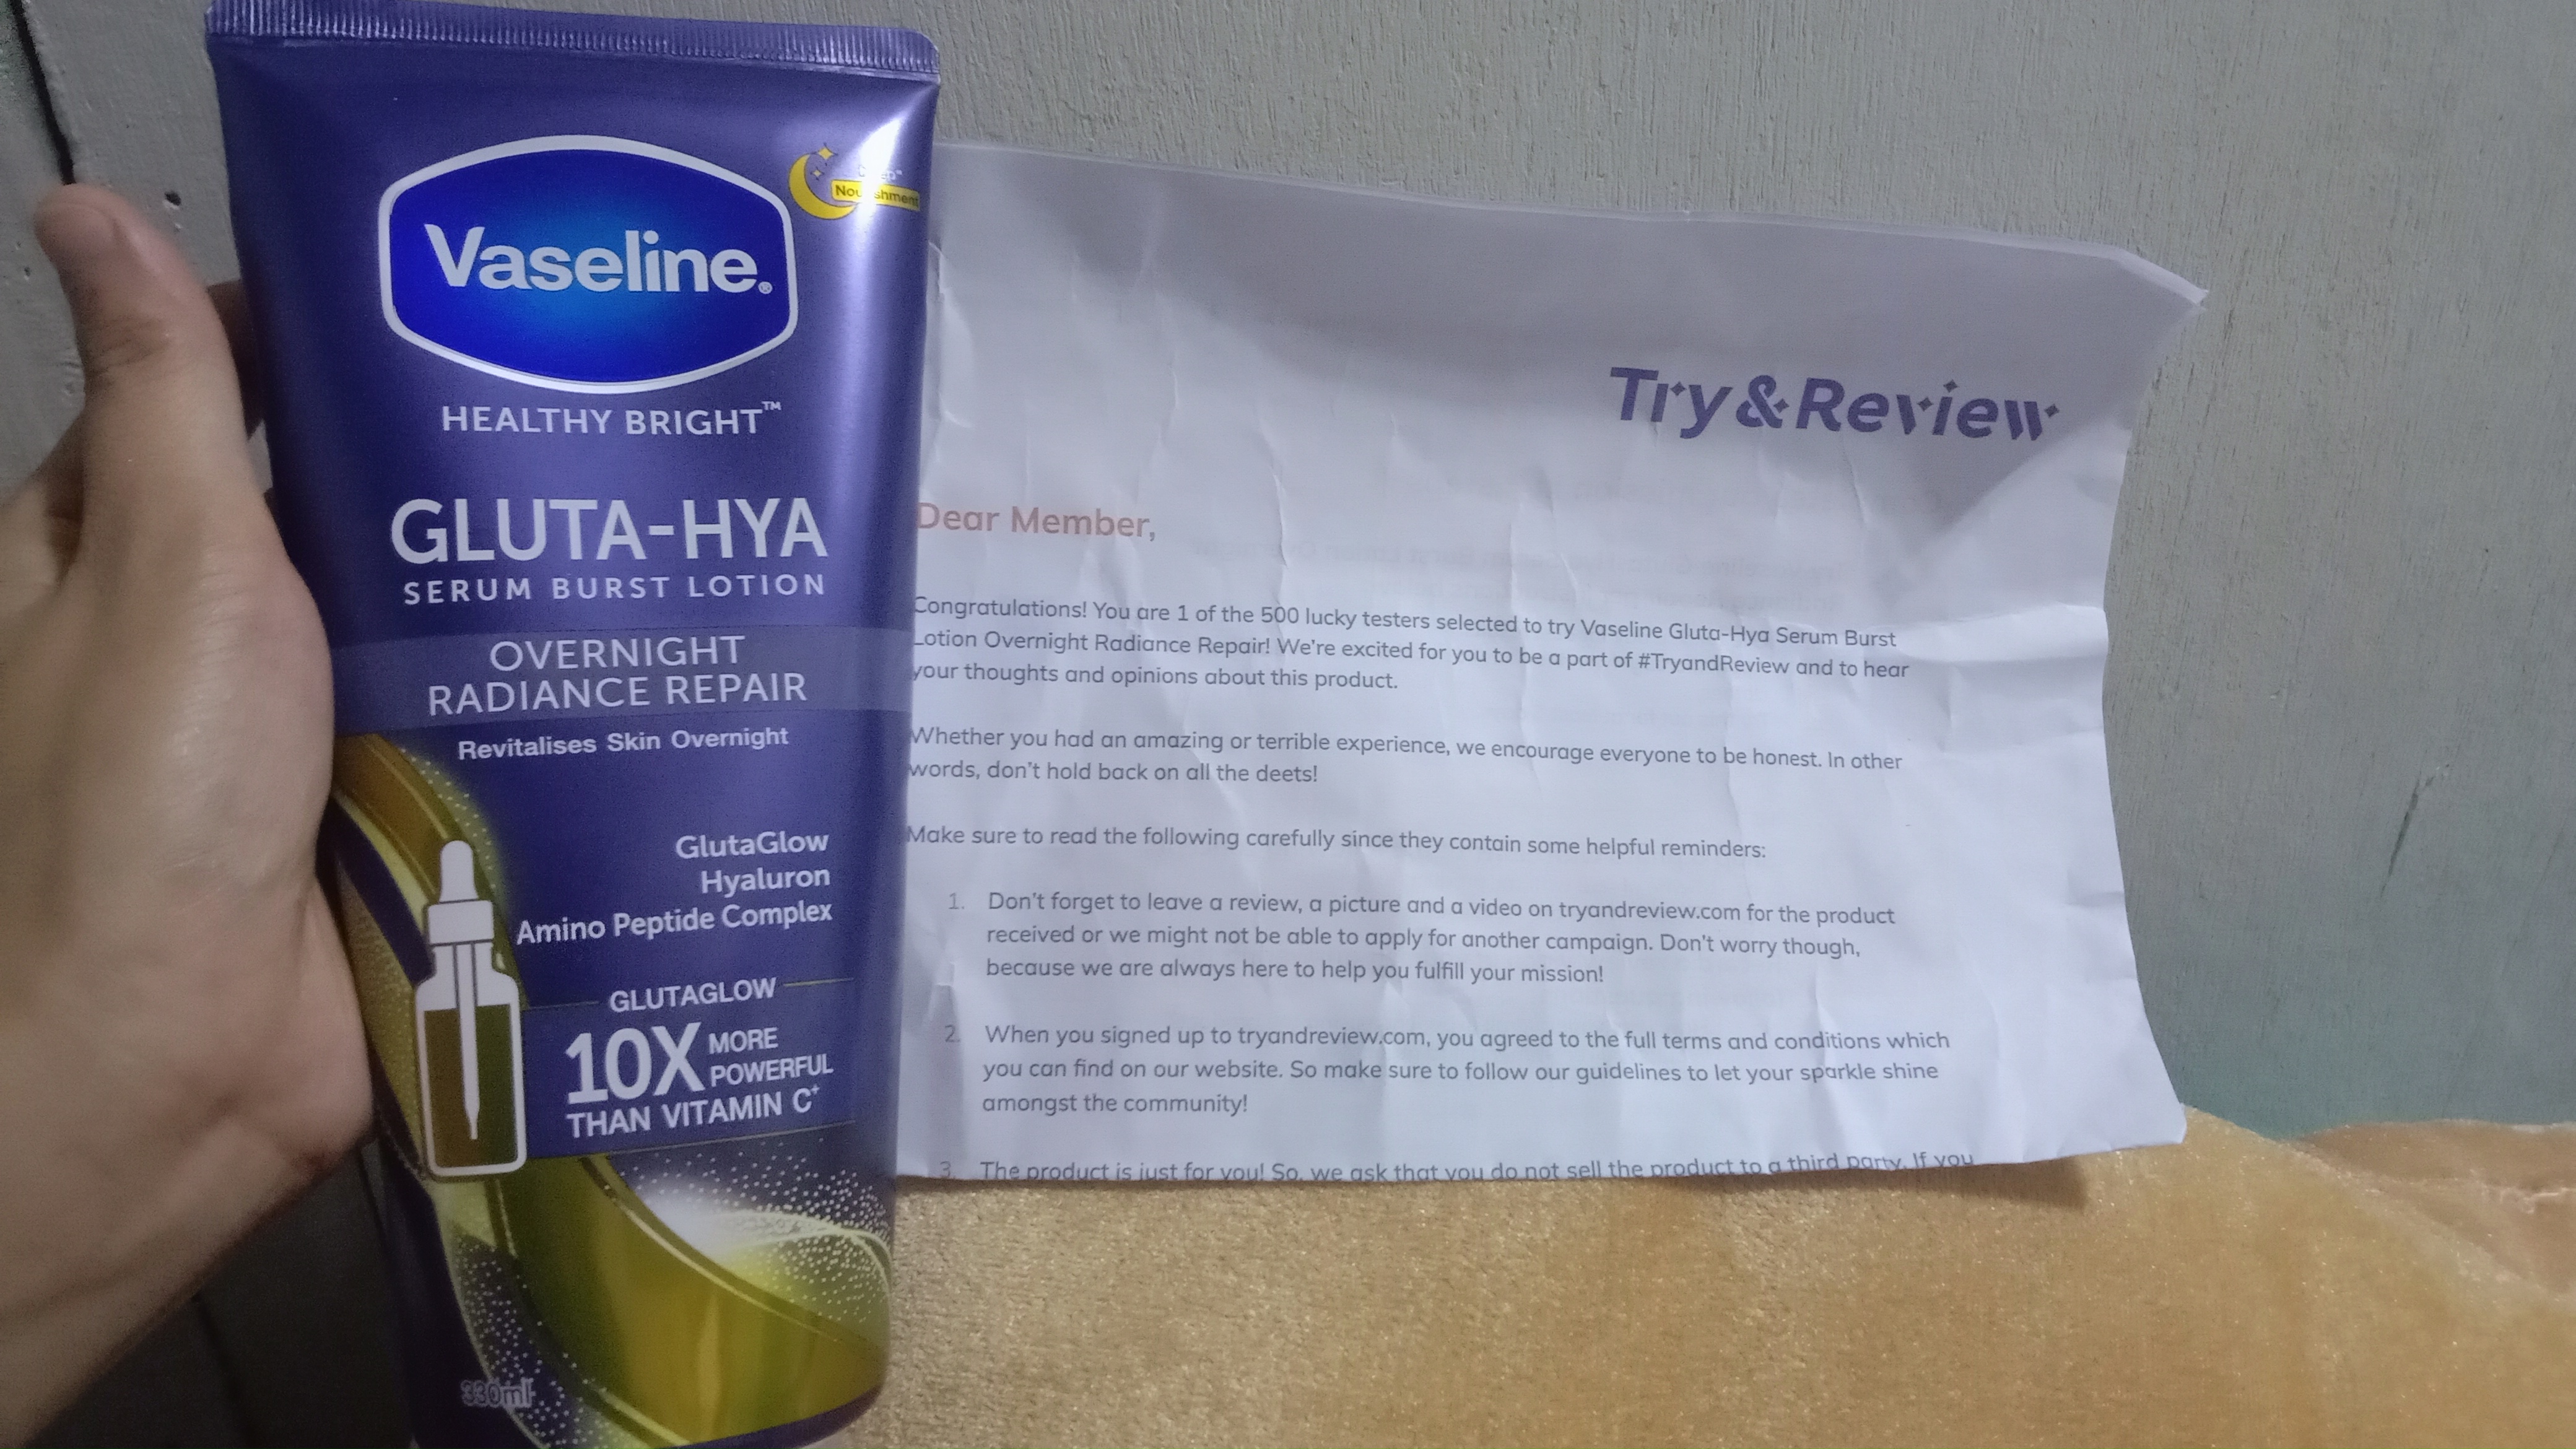 Vaseline®
HEALTHY BRIGHT™
GLUTA-HYA
SERUM BURST LOTION
OVERNIGHT
RADIANCE REPAIR
Revitalises Skin Overnight
GlutaGlow
Hyaluron
Amino Peptide Complex
GLUTAGLOW
10X MORE
POWERFUL
THAN VITAMIN C+
330ml
Try&Review
Dear Member,
Congratulations! You are 1 of the 500 lucky testers selected to try Vaseline Gluta-Hya Serum Burst
Lotion Overnight Radiance Repair! We're excited for you to be a part of #TryandReview and to hear
your thoughts and opinions about this product.
Whether you had an amazing or terrible experience, we encourage everyone to be honest. In other
words, don't hold back on all the deets!
Make sure to read the following carefully since they contain some helpful reminders:
1. Don't forget to leave a review, a picture and a video on tryandreview.com for the product
received or we might not be able to apply for another campaign. Don't worry though,
because we are always here to help you fulfill your mission!
2. When you signed up to tryandreview.com, you agreed to the full terms and conditions which
you can find on our website. So make sure to follow our guidelines to let your sparkle shine
amongst the community!
3. The product is just for you! So, we ask that you do not sell the product to a third party. If you